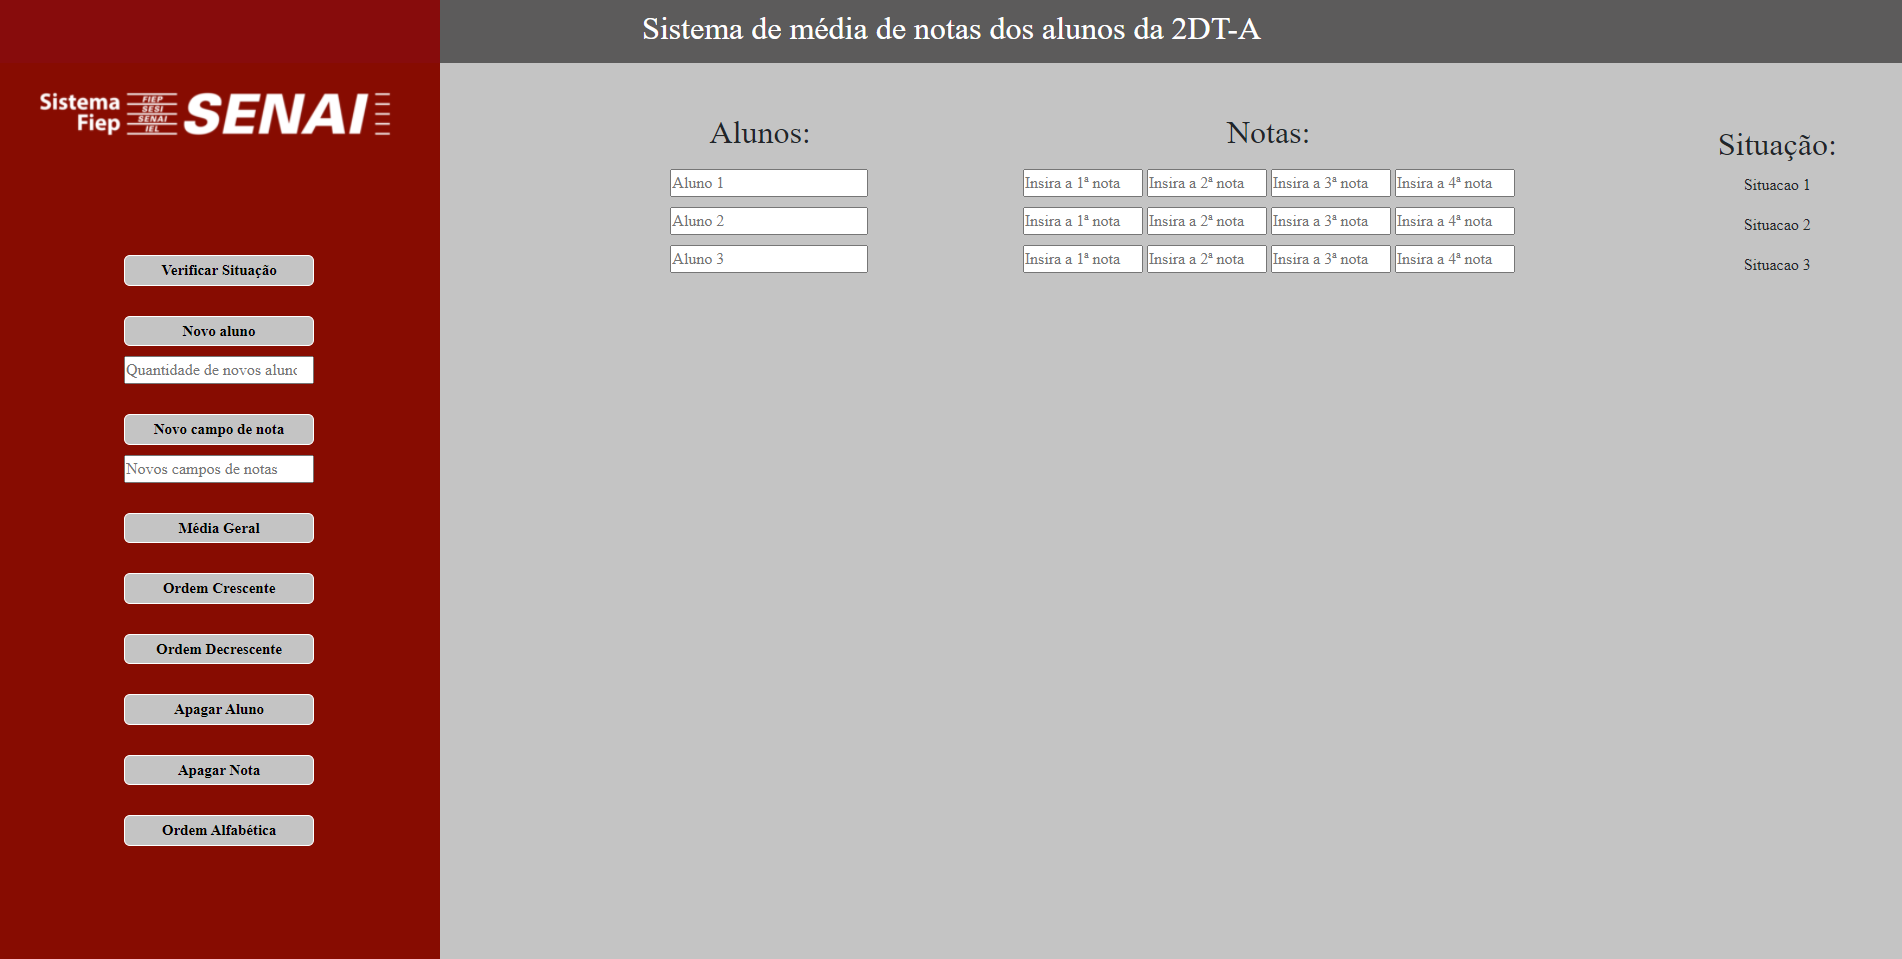 Sistema de média de notas dos alunos da 2DT-A
Sistema Fiep
FIEP
SESI
SENAI
IEL
SENAI
Verificar Situação
Novo aluno
Quantidade de novos aluno
Novo campo de nota
Novos campos de notas
Média Geral
Ordem Crescente
Ordem Decrescente
Apagar Aluno
Apagar Nota
Ordem Alfabética
Alunos:
Aluno 1
Aluno 2
Aluno 3
Notas:
Insira a 1ª nota Insira a 2ª nota Insira a 3ª nota Insira a 4ª nota
Insira a 1ª nota Insira a 2ª nota Insira a 3ª nota Insira a 4ª nota
Insira a 1ª nota Insira a 2ª nota Insira a 3ª nota Insira a 4ª nota
Situação:
Situacao 1
Situacao 2
Situacao 3